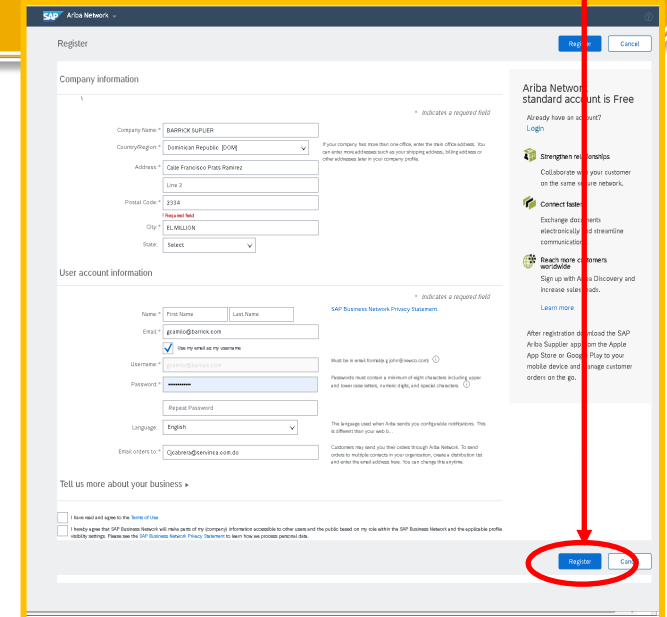 SAP Ariba Network
Register
Register Cancel
Company information
* Indicates a required field
Company Name:* BARRICK SUPLIER
Country/Region:* Dominican Republic [DOM]
If your company has more than one office, enter the main office address. You
can enter more addresses such as your shipping address, billing address or
other addresses later in your company profile.
Address:* Calle Francisco Prats Ramirez
Line 2
Postal Code:* 2334
! Required field
City:* EL MILLION
State: Select
User account information
* Indicates a required field
Name:* First Name Last Name
SAP Business Network Privacy Statement
Email:* gcamilo@barrick.com
Use my email as my username
Username:* gcamilo@barrick.com
Must be in email format(e.g john@newco.com)
Password:* ••••••••••••
Passwords must contain a minimum of eight characters including upper
and lower case letters, numeric digits, and special characters.
Repeat Password
Language: English
The language used when Ariba sends you configurable notifications. This
is different than your web b...
Email orders to:* Cjcabrera@servinsa.com.do
Customers may send you their orders through Ariba Network. To send
orders to multiple contacts in your organization, create a distribution list
and enter the email address here. You can change this anytime.
Tell us more about your business ▸
I have read and agree to the Terms of Use
I hereby agree that SAP Business Network will make parts of my (company) information accessible to other users and the public based on my role within the SAP Business Network and the applicable profile
visibility settings. Please see the SAP Business Network Privacy Statement to learn how we process personal data.
Register Cancel
Ariba Network
standard account is Free
Already have an account?
Login
Strengthen relationships
Collaborate with your customer
on the same secure network.
Connect faster
Exchange documents
electronically and streamline
communications
Reach more customers
worldwide
Sign up with Ariba Discovery and
increase sales leads.
Learn more
After registration download the SAP
Ariba Supplier app from the Apple
App Store or Google Play to your
mobile device and manage customer
orders on the go.